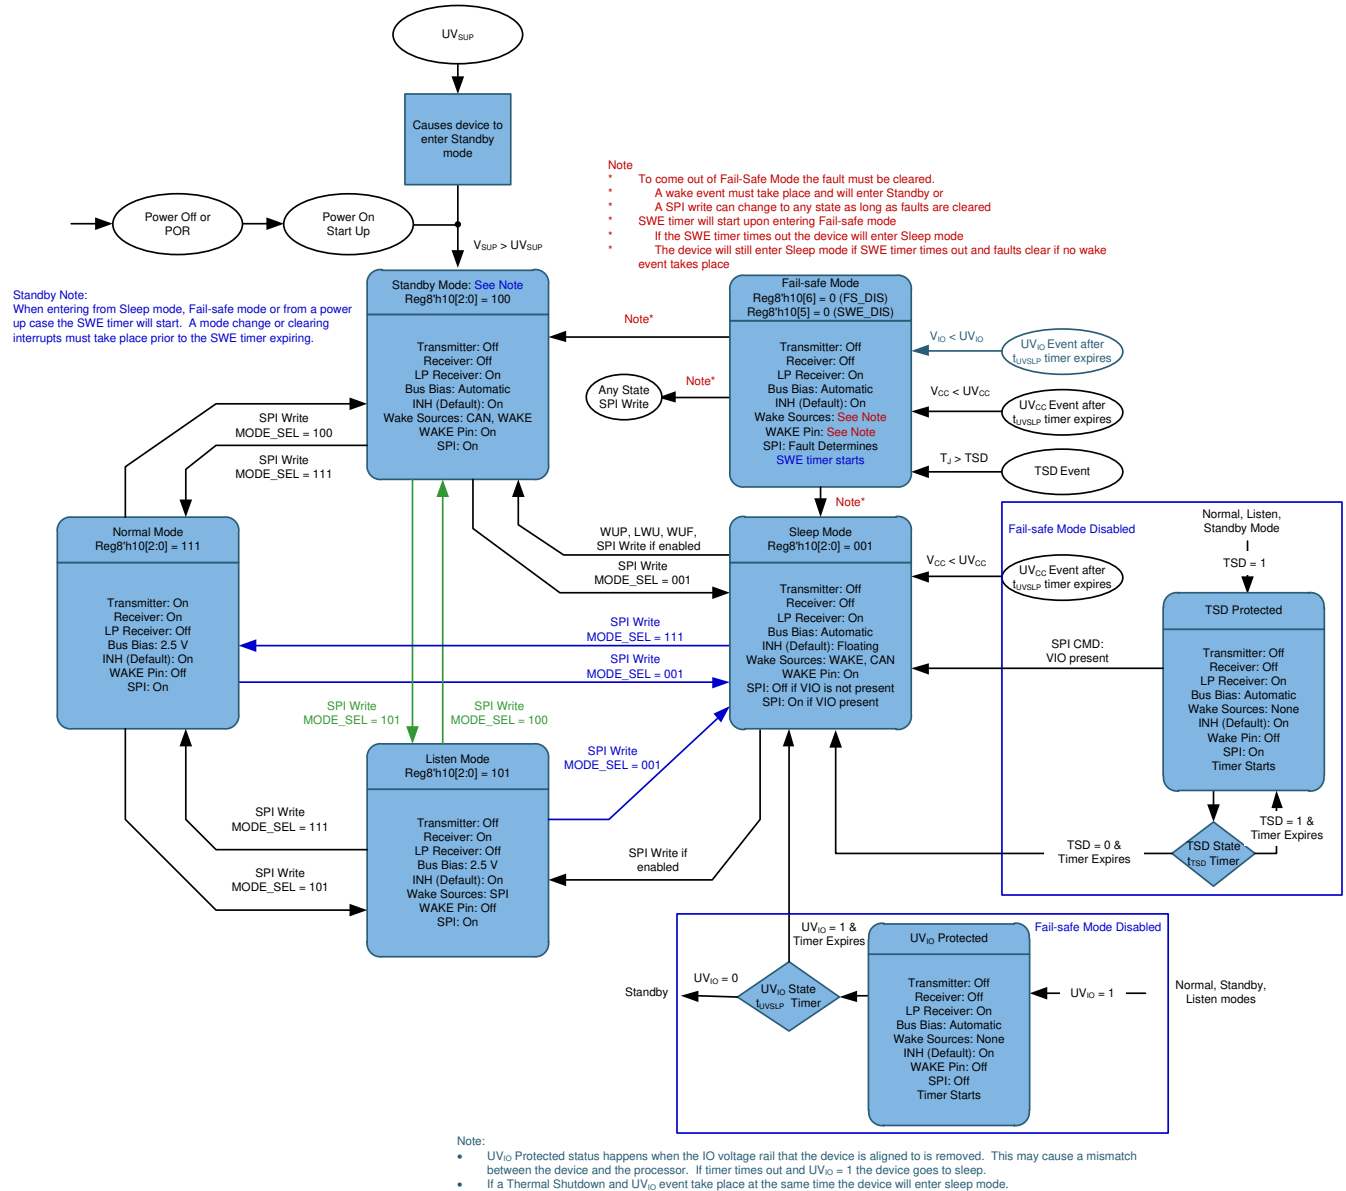 UVSUP
Causes device to
enter Standby
mode
Power Off or
POR
Power On
Start Up
VSUP > UVSUP
Note
* To come out of Fail-Safe Mode the fault must be cleared.
* A wake event must take place and will enter Standby or
* A SPI write can change to any state as long as faults are cleared
* SWE timer will start upon entering Fail-safe mode
* If the SWE timer times out the device will enter Sleep mode
* The device will still enter Sleep mode if SWE timer times out and faults clear if no wake
event takes place
Standby Note:
When entering from Sleep mode, Fail-safe mode or from a power
up case the SWE timer will start. A mode change or clearing
interrupts must take place prior to the SWE timer expiring.
Standby Mode: See Note
Reg8'h10[2:0] = 100
Transmitter: Off
Receiver: Off
LP Receiver: On
Bus Bias: Automatic
INH (Default): On
Wake Sources: CAN, WAKE
WAKE Pin: On
SPI: On
Note*
Note*
Any State
SPI Write
Fail-safe Mode
Reg8'h10[6] = 0 (FS_DIS)
Reg8'h10[5] = 0 (SWE_DIS)
Transmitter: Off
Receiver: Off
LP Receiver: On
Bus Bias: Automatic
INH (Default): On
Wake Sources: See Note
WAKE Pin: See Note
SPI: Fault Determines
SWE timer starts
VIO < UVIO
UVIO Event after
tUVSLP timer expires
VCC < UVCC
UVCC Event after
tUVSLP timer expires
TJ > TSD
TSD Event
Note*
SPI Write
MODE_SEL = 100
SPI Write
MODE_SEL = 111
Normal Mode
Reg8'h10[2:0] = 111
Transmitter: On
Receiver: On
LP Receiver: Off
Bus Bias: 2.5 V
INH (Default): On
WAKE Pin: Off
SPI: On
WUP, LWU, WUF,
SPI Write if enabled
SPI Write
MODE_SEL = 001
SPI Write
MODE_SEL = 111
SPI Write
MODE_SEL = 001
SPI Write
MODE_SEL = 101
SPI Write
MODE_SEL = 100
Sleep Mode
Reg8'h10[2:0] = 001
Transmitter: Off
Receiver: Off
LP Receiver: On
Bus Bias: Automatic
INH (Default): Floating
Wake Sources: WAKE, CAN
WAKE Pin: On
SPI: Off if VIO is not present
SPI: On if VIO present
VCC < UVCC
UVCC Event after
tUVSLP timer expires
Fail-safe Mode Disabled
Normal, Listen,
Standby Mode
TSD = 1
TSD Protected
Transmitter: Off
Receiver: Off
LP Receiver: On
Bus Bias: Automatic
Wake Sources: None
INH (Default): On
Wake Pin: Off
SPI: On
Timer Starts
SPI CMD:
VIO present
TSD = 1 &
Timer Expires
TSD State
tTSD Timer
TSD = 0 &
Timer Expires
Listen Mode
Reg8'h10[2:0] = 101
Transmitter: Off
Receiver: On
LP Receiver: Off
Bus Bias: 2.5 V
INH (Default): On
Wake Sources: SPI
WAKE Pin: Off
SPI: On
SPI Write
MODE_SEL = 001
SPI Write
MODE_SEL = 111
SPI Write
MODE_SEL = 101
SPI Write if
enabled
UVIO = 1 &
Timer Expires
Fail-safe Mode Disabled
UVIO Protected
Transmitter: Off
Receiver: Off
LP Receiver: On
Bus Bias: Automatic
Wake Sources: None
INH (Default): On
WAKE Pin: Off
SPI: Off
Timer Starts
Standby
UVIO = 0
UVIO State
tUVSLP Timer
UVIO = 1
Normal, Standby,
Listen modes
Note:
• UVIO Protected status happens when the IO voltage rail that the device is aligned to is removed. This may cause a mismatch
between the device and the processor. If timer times out and UVIO = 1 the device goes to sleep.
• If a Thermal Shutdown and UVIO event take place at the same time the device will enter sleep mode.